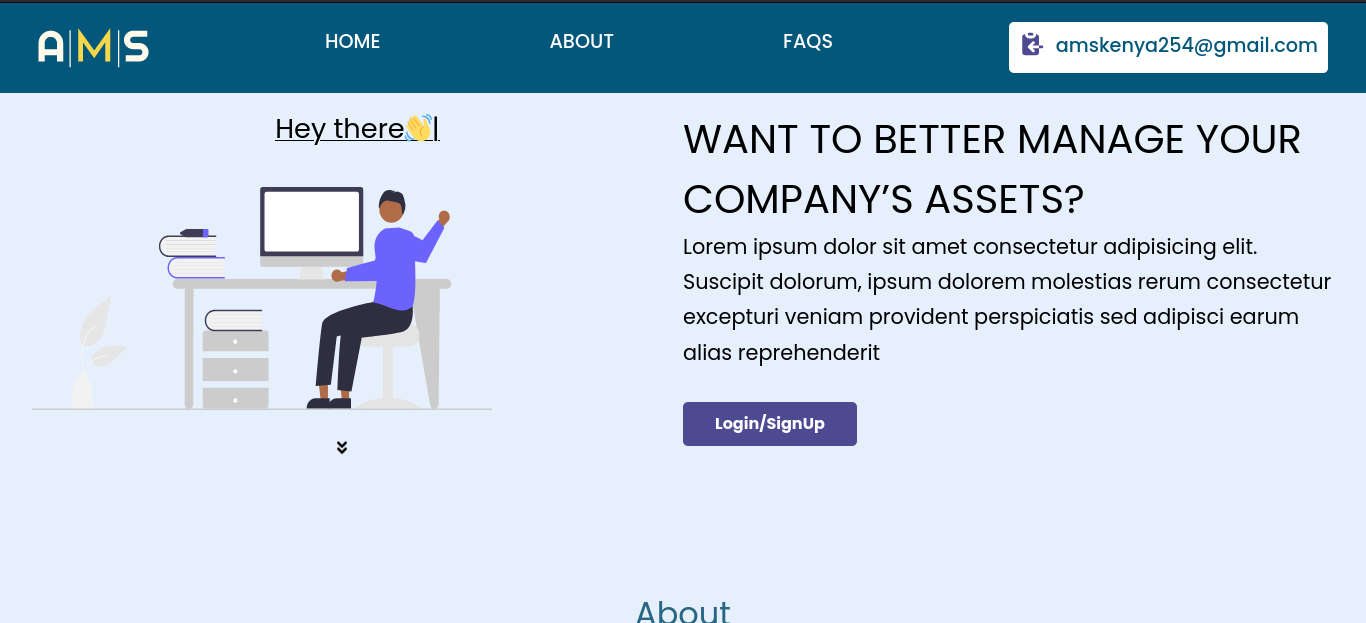 A|M|S
HOME
ABOUT
FAQS
amskenya254@gmail.com
Hey there👋|
WANT TO BETTER MANAGE YOUR
COMPANY’S ASSETS?
Lorem ipsum dolor sit amet consectetur adipisicing elit.
Suscipit dolorum, ipsum dolorem molestias rerum consectetur
excepturi veniam provident perspiciatis sed adipisci earum
alias reprehenderit
Login/SignUp
About